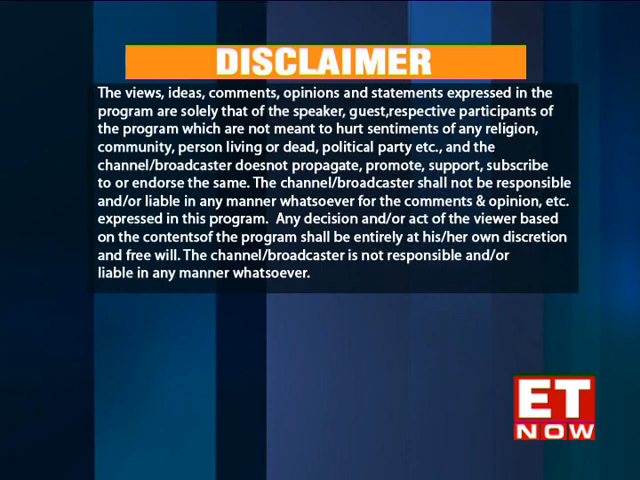 DISCLAIMER
The views, ideas, comments, opinions and statements expressed in the
program are solely that of the speaker, guest,respective participants of
the program which are not meant to hurt sentiments of any religion,
community, person living or dead, political party etc., and the
channel/broadcaster doesnot propagate, promote, support, subscribe
to or endorse the same. The channel/broadcaster shall not be responsible
and/or liable in any manner whatsoever for the comments & opinion, etc.
expressed in this program.  Any decision and/or act of the viewer based
on the contentsof the program shall be entirely at his/her own discretion
and free will. The channel/broadcaster is not responsible and/or
liable in any manner whatsoever.
ET
NOW